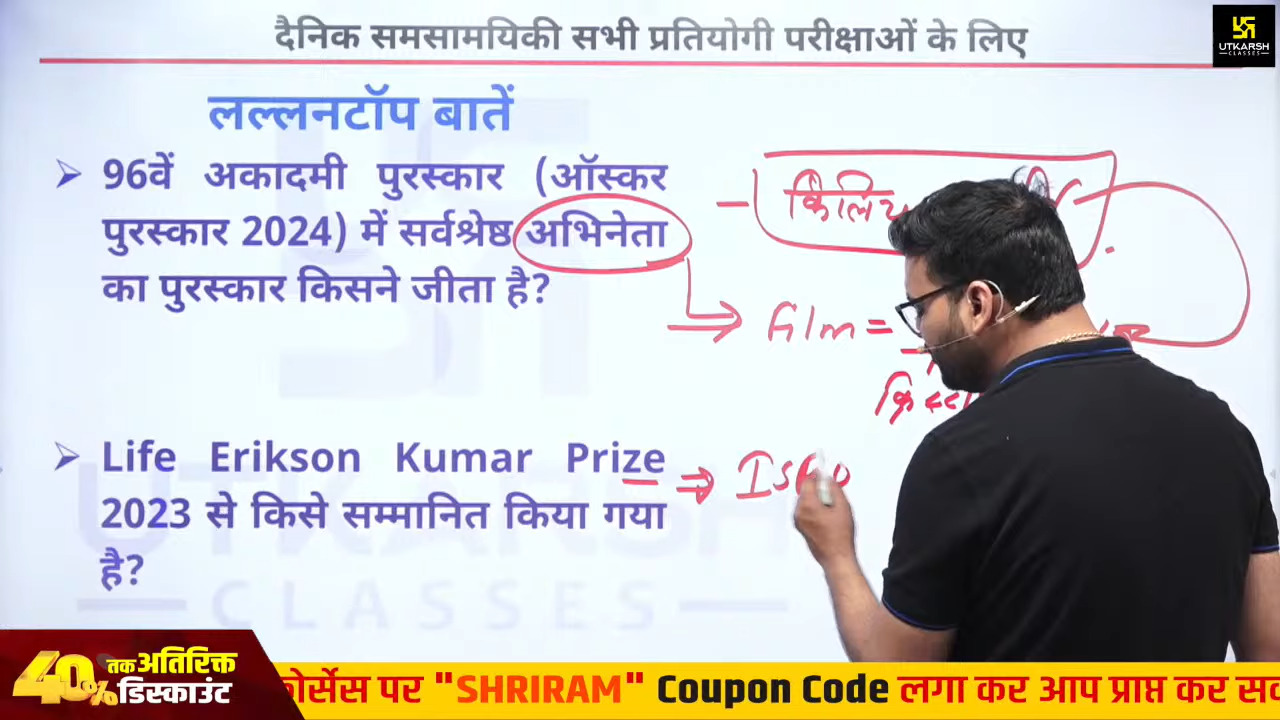 दैनिक समसामयिकी सभी प्रतियोगी परीक्षाओं के लिए
UTKARSH
CLASSES
लल्लनटॉप बातें
96वें अकादमी पुरस्कार (ऑस्कर
पुरस्कार 2024) में सर्वश्रेष्ठ अभिनेता
का पुरस्कार किसने जीता है?
Film =
Life Erikson Kumar Prize
2023 से किसे सम्मानित किया गया
है?
UTKARSH
CLASSES
40% तक अतिरिक्त
डिस्काउंट
कोर्सेस पर "SHRIRAM" Coupon Code लगा कर आप प्राप्त कर